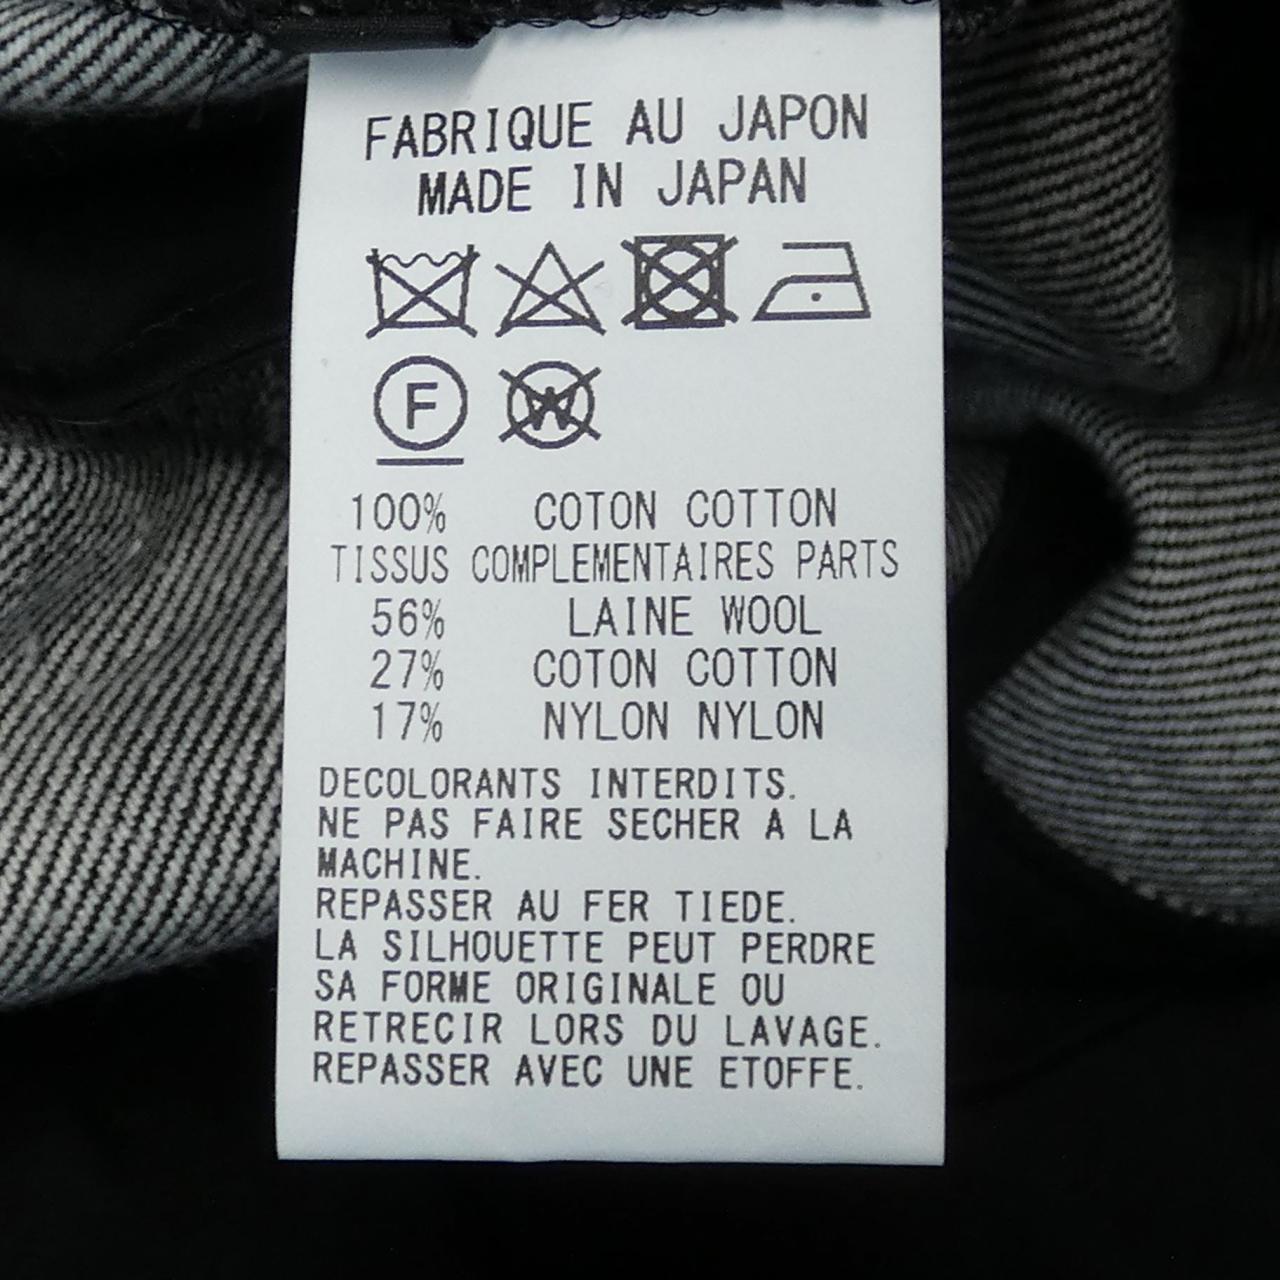 FABRIQUE AU JAPON
MADE IN JAPAN
F W
100% COTON COTTON
TISSUS COMPLEMENTAIRES PARTS
56% LAINE WOOL
27% COTON COTTON
17% NYLON NYLON
DECOLORANTS INTERDITS.
NE PAS FAIRE SECHER A LA
MACHINE.
REPASSER AU FER TIEDE.
LA SILHOUETTE PEUT PERDRE
SA FORME ORIGINALE OU
RETRECIR LORS DU LAVAGE.
REPASSER AVEC UNE ETOFFE.